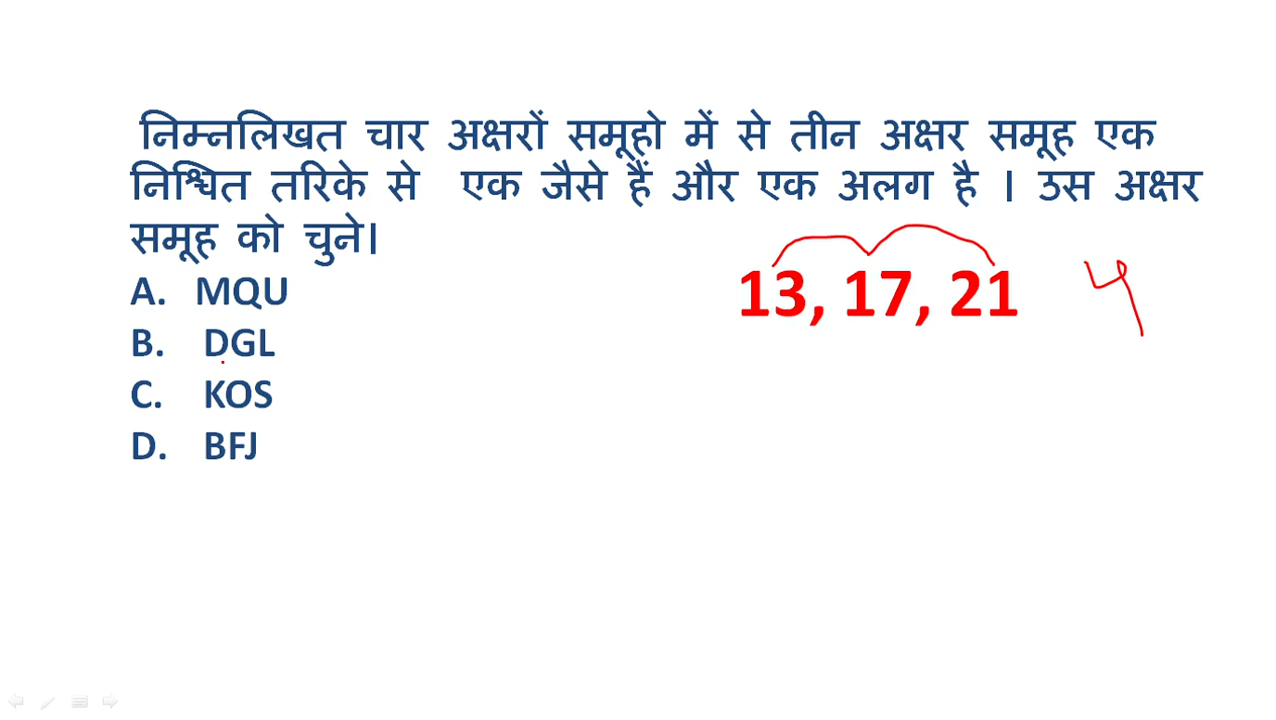 निम्नलिखत चार अक्षरों समूहो में से तीन अक्षर समूह एक
निश्चित तरिके से एक जैसे हैं और एक अलग है । उस अक्षर
समूह को चुने।
A. MQU
B. DGL
C. KOS
D. BFJ
13, 17, 21